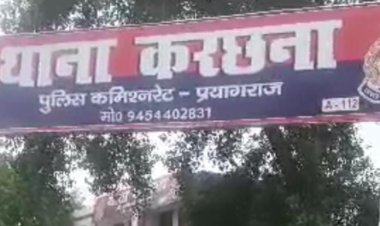 थाना करछना
पुलिस कमिश्नरेट - प्रयागराज
मो0 9454402831
A-112